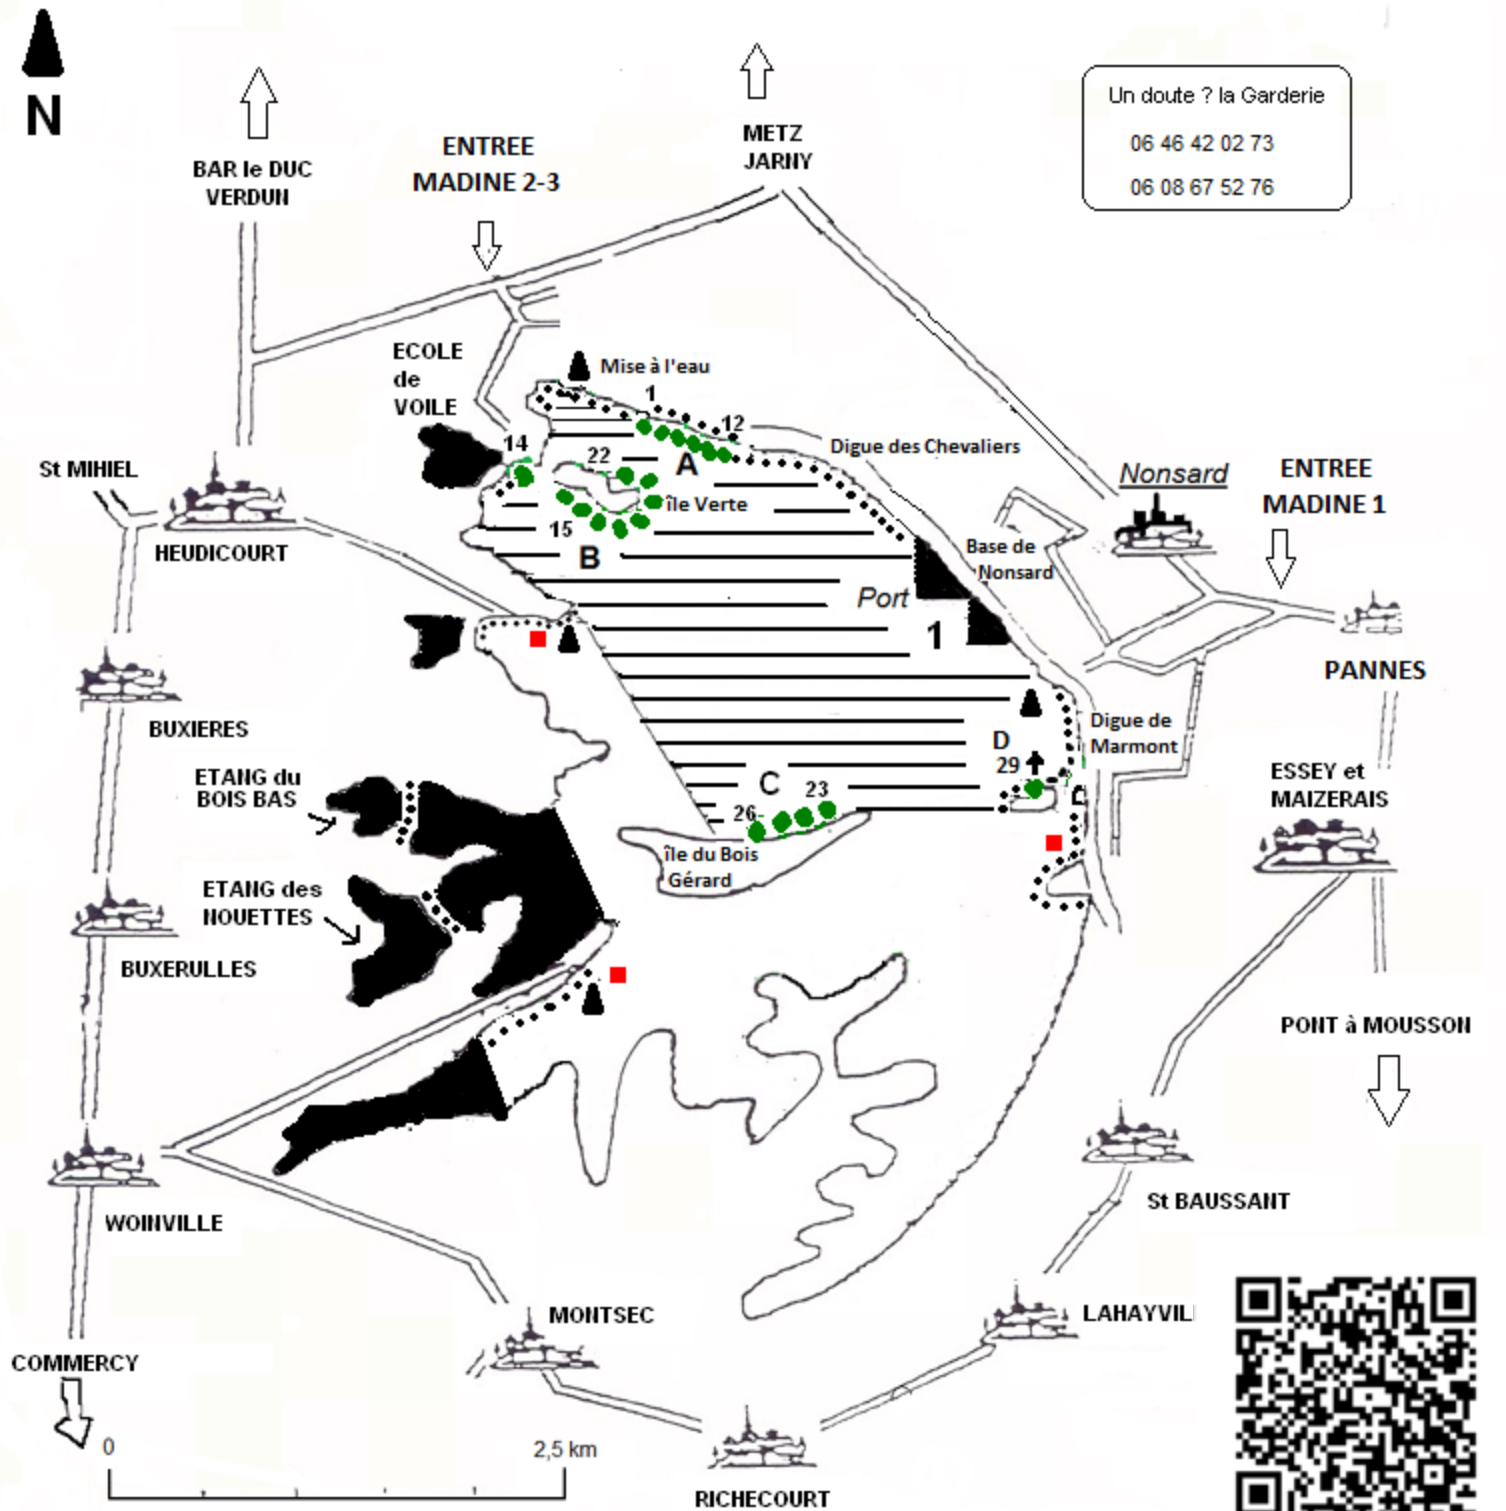 N
BAR le DUC
VERDUN
ENTREE
MADINE 2-3
METZ
JARNY
Un doute ? la Garderie
06 46 42 02 73
06 08 67 52 76
ECOLE
de
VOILE
Mise à l'eau
1
12
14
22
A
Digue des Chevaliers
île Verte
15
B
St MIHIEL
HEUDICOURT
Nonsard
ENTREE
MADINE 1
Base de
Nonsard
Port
1
PANNES
BUXIERES
Digue de
Marmont
D
29
C
23
26
ETANG du
BOIS BAS
ESSEY et
MAIZERAIS
île du Bois
Gérard
ETANG des
NOUETTES
BUXERULLES
PONT à MOUSSON
WOINVILLE
St BAUSSANT
MONTSEC
LAHAYVIL
COMMERCY
0
2,5 km
RICHECOURT